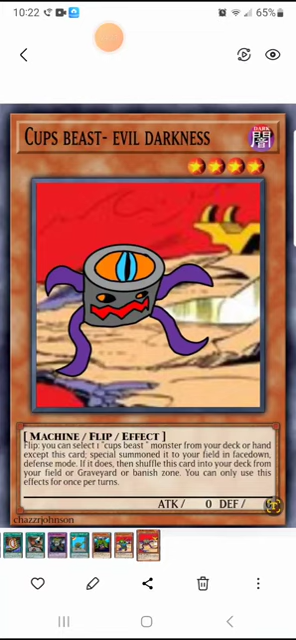 10:22
65%
CUPS BEAST- EVIL DARKNESS
DARK
闇
[ MACHINE / FLIP / EFFECT ]
Flip: you can select 1 "cups beast " monster from your deck or hand
except this card; special summoned it to your field in facedown,
defense mode. If it does, then shuffle this card into your deck from
your field or Graveyard or banish zone. You can only use this
effects for once per turns.
ATK / 0 DEF /
chazzrjohnson